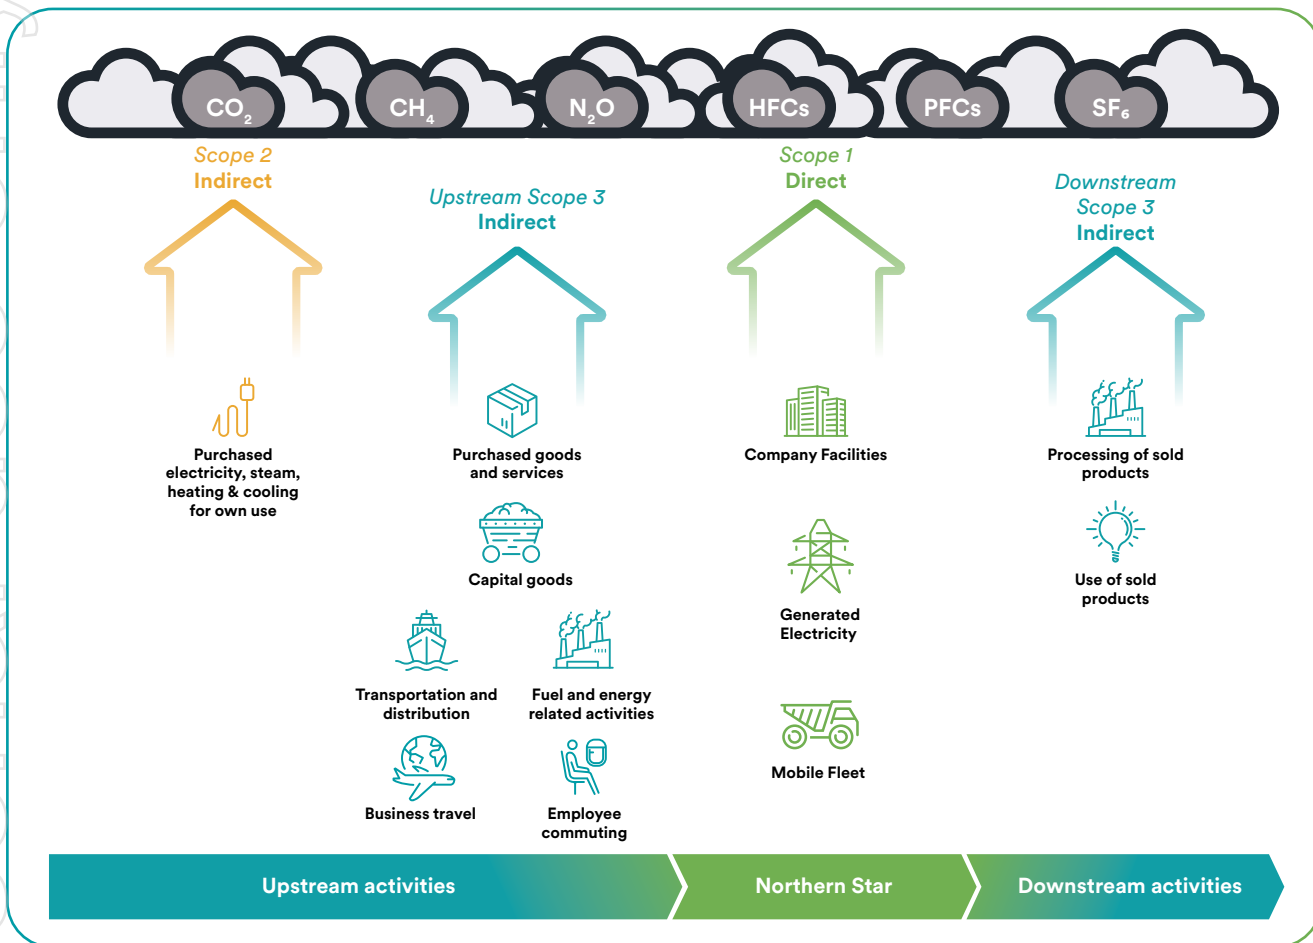 CO₂
CH₄
N₂O
HFCs
PFCs
SF₆
Scope 2
Indirect
Purchased
electricity, steam,
heating & cooling
for own use
Upstream Scope 3
Indirect
Purchased goods
and services
Capital goods
Transportation and
distribution
Fuel and energy
related activities
Business travel
Employee
commuting
Scope 1
Direct
Company Facilities
Generated
Electricity
Mobile Fleet
Downstream
Scope 3
Indirect
Processing of sold
products
Use of sold
products
Upstream activities
Northern Star
Downstream activities